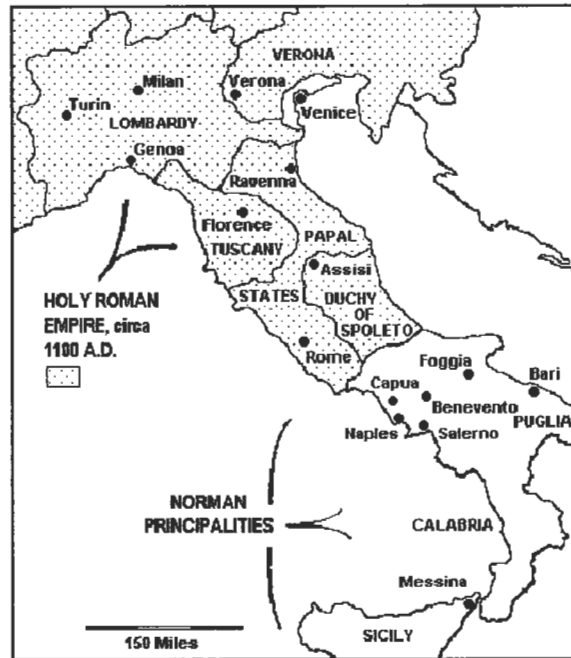 VERONA
Milan
Verona
Turin
Venice
LOMBARDY
Genoa
Ravenna
Florence
TUSCANY
PAPAL
Assisi
HOLY ROMAN
EMPIRE, circa
1100 A.D.
STATES
DUCHY
OF
SPOLETO
Rome
Foggia
Bari
Capua
Benevento
PUGLIA
Naples
Salerno
NORMAN
PRINCIPALITIES
CALABRIA
Messina
150 Miles
SICILY